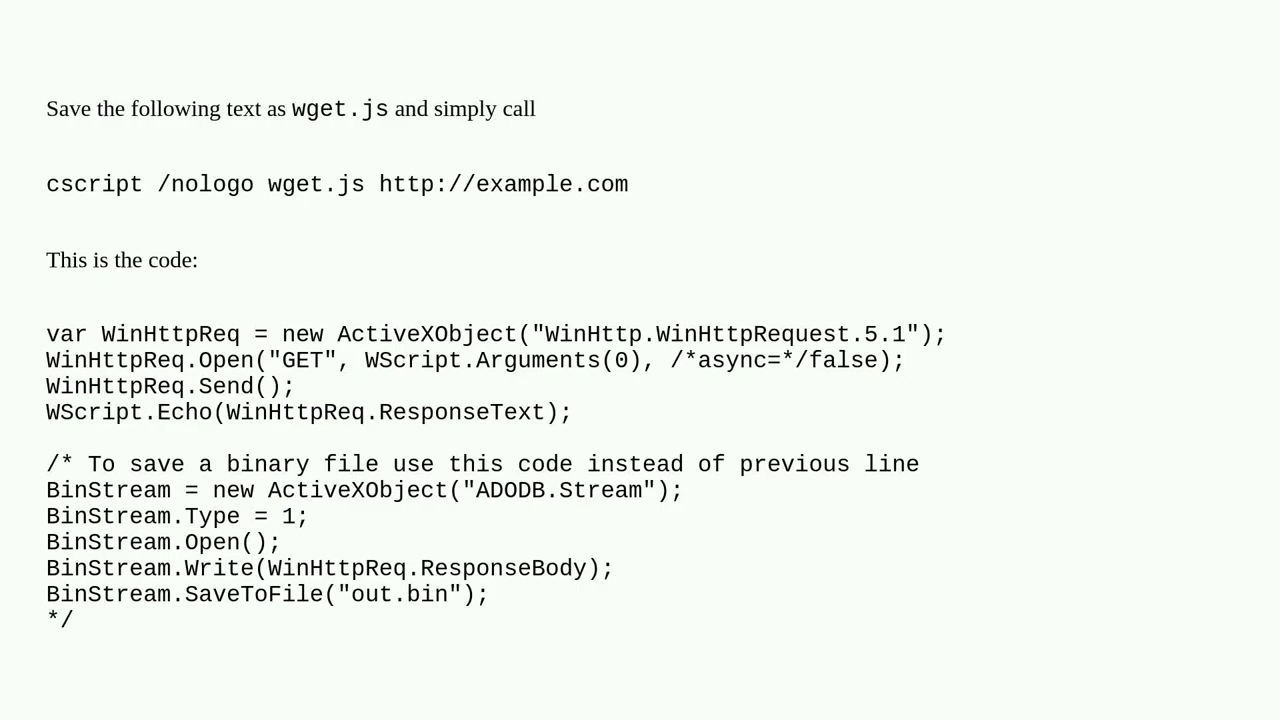 Save the following text as wget.js and simply call
cscript /nologo wget.js http://example.com
This is the code:
var WinHttpReq = new ActiveXObject("WinHttp.WinHttpRequest.5.1");
WinHttpReq.Open("GET", WScript.Arguments(0), /*async=*/false);
WinHttpReq.Send();
WScript.Echo(WinHttpReq.ResponseText);
/* To save a binary file use this code instead of previous line
BinStream = new ActiveXObject("ADODB.Stream");
BinStream.Type = 1;
BinStream.Open();
BinStream.Write(WinHttpReq.ResponseBody);
BinStream.SaveToFile("out.bin");
*/